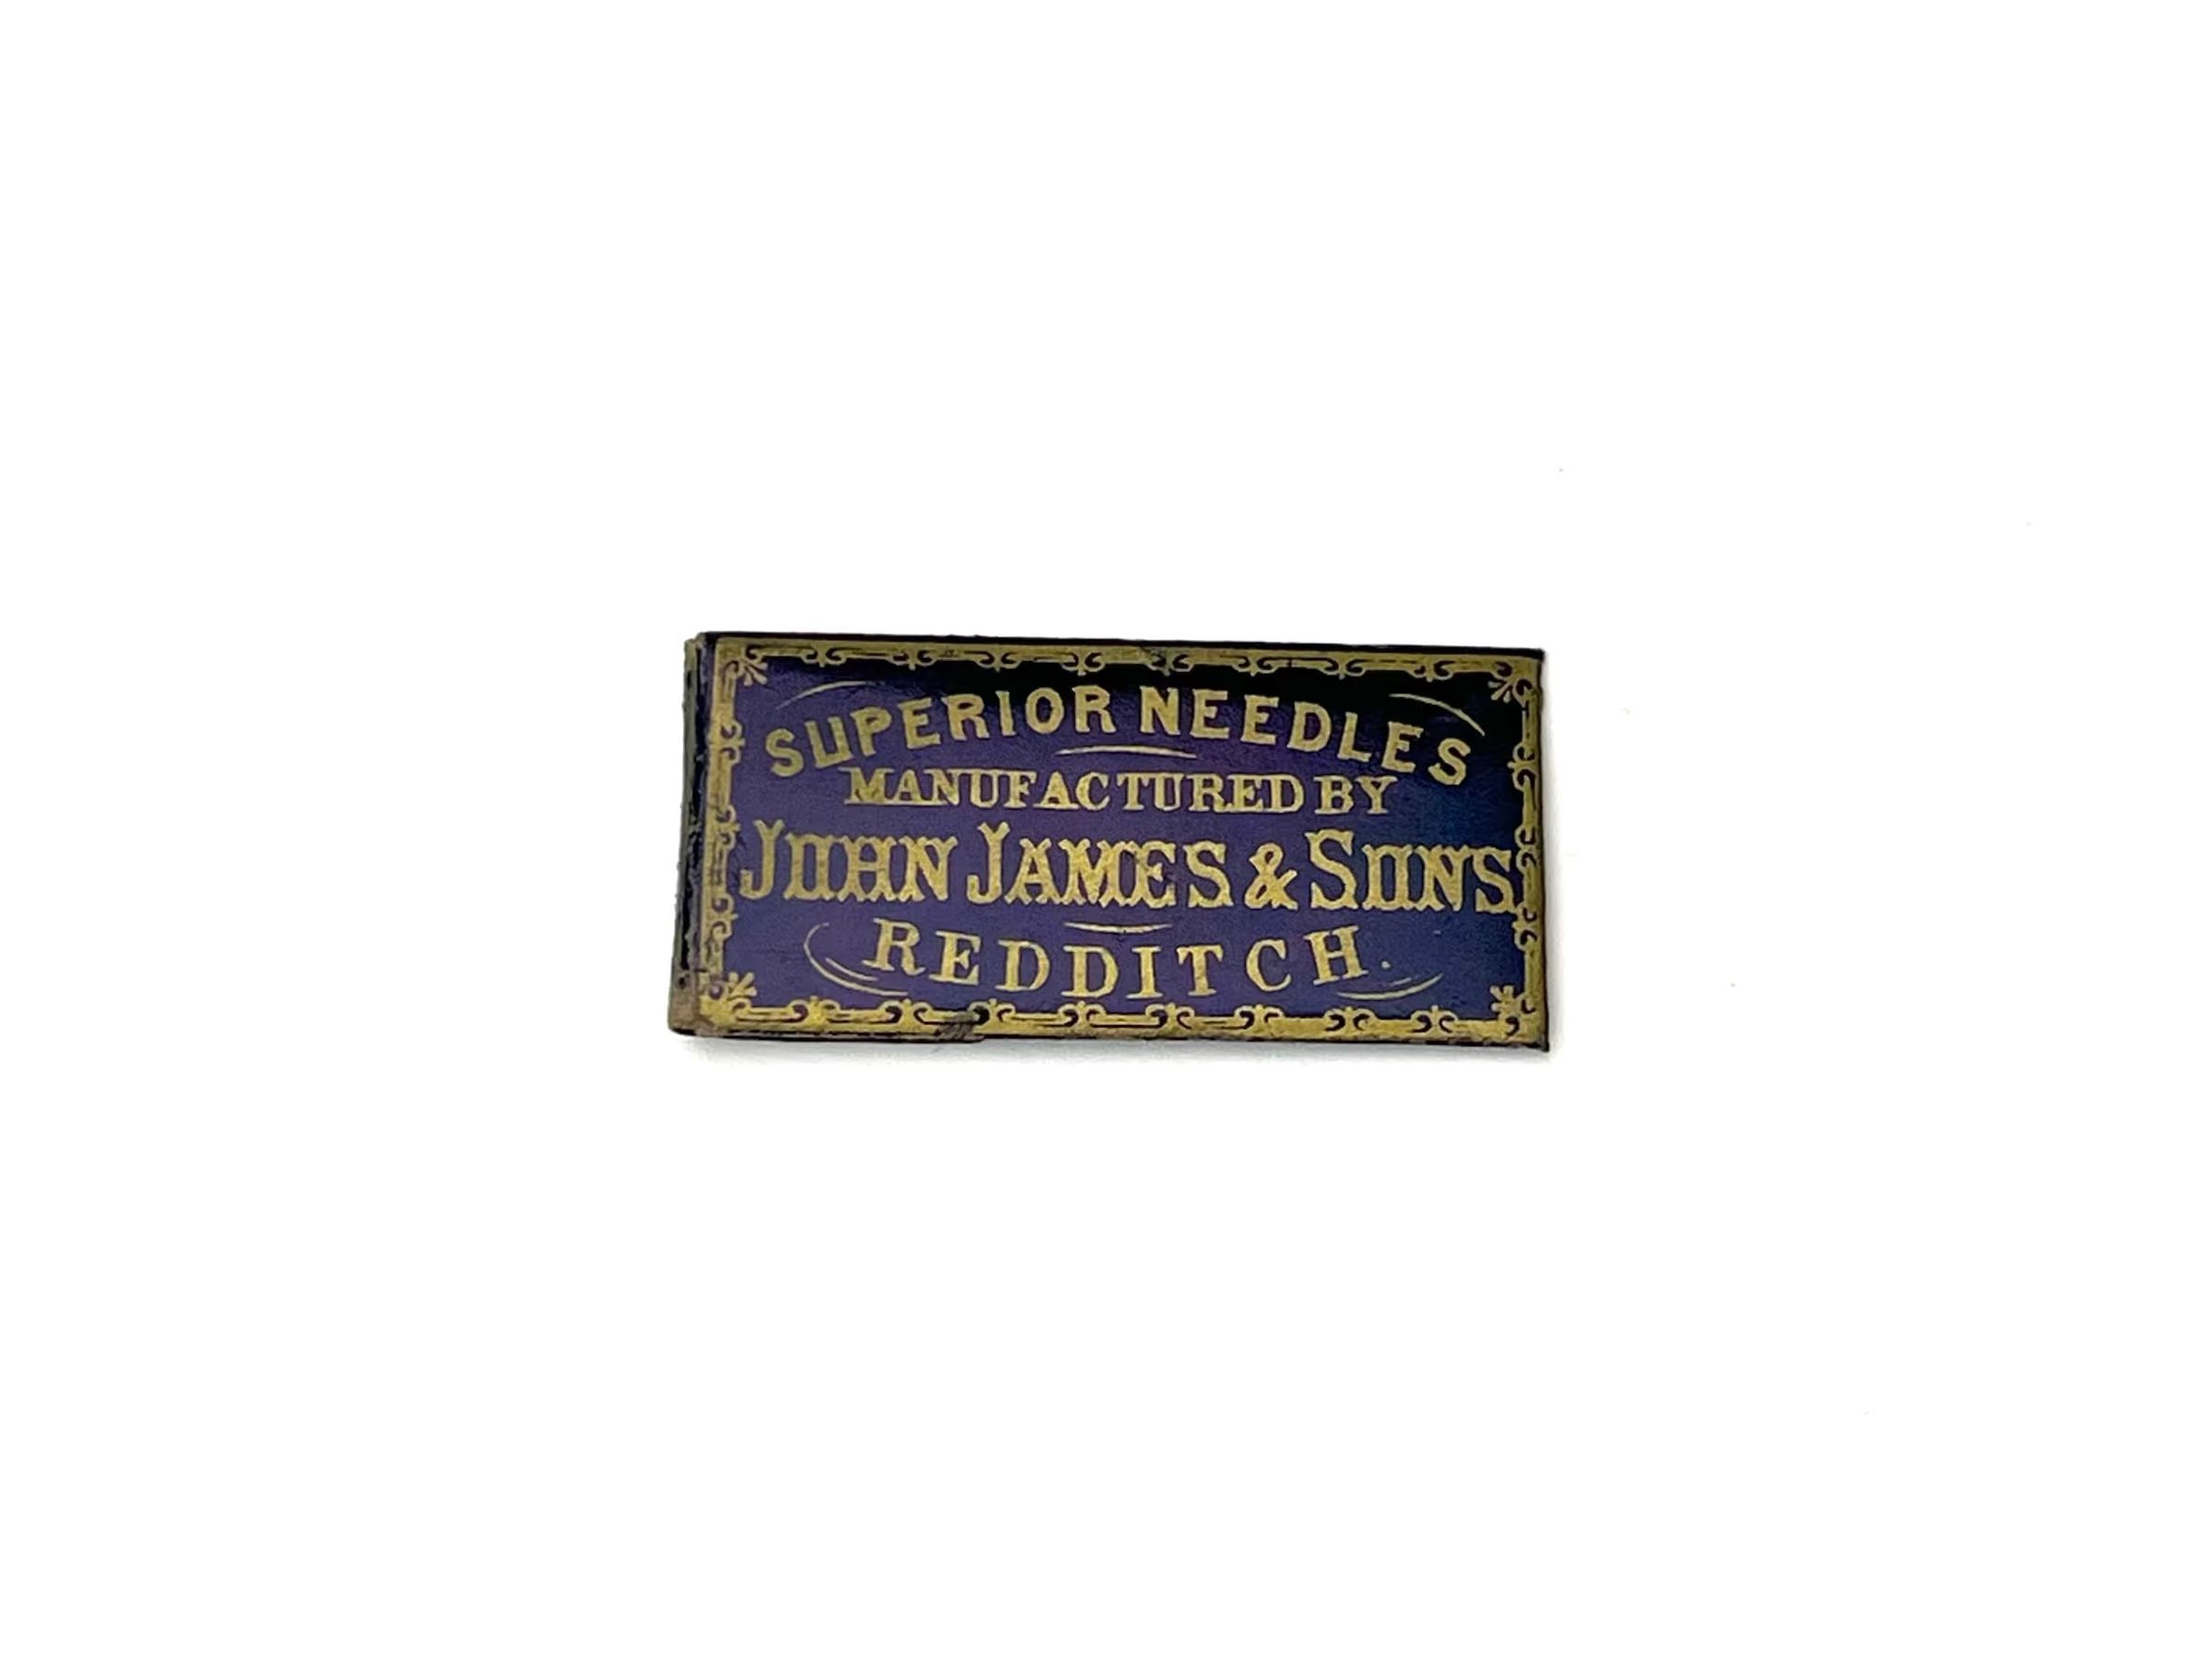 SUPERIOR NEEDLES
MANUFACTURED BY
JOHN JAMES & SONS
REDDITCH.